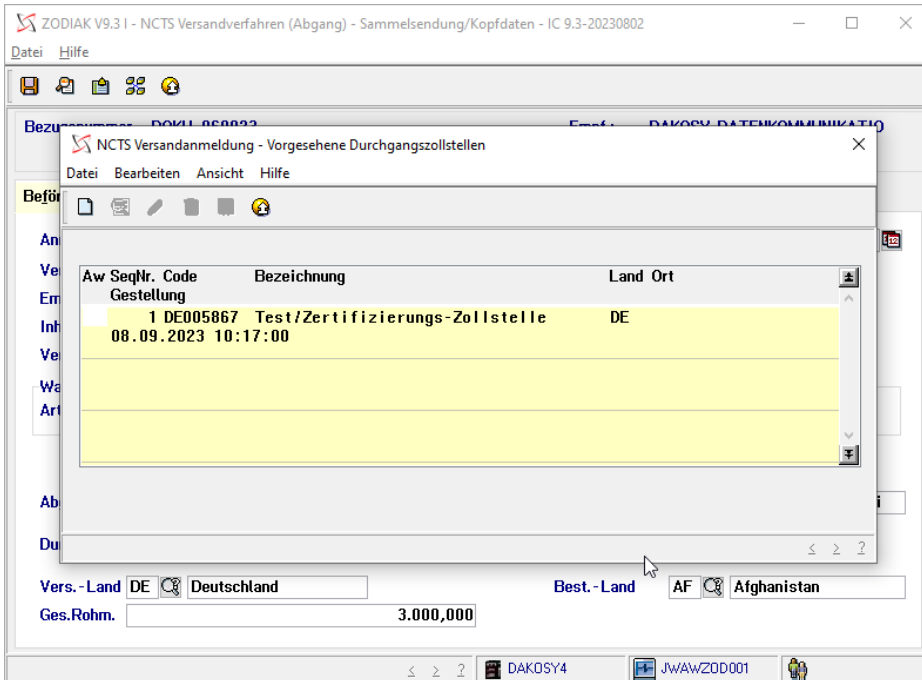 ZODIAK V9.3 I - NCTS Versandverfahren (Abgang) - Sammelsendung/Kopfdaten - IC 9.3-20230802
Datei Hilfe
NCTS Versandanmeldung - Vorgesehene Durchgangszollstellen
Datei Bearbeiten Ansicht Hilfe
Aw SeqNr. Code Bezeichnung Land Ort
Gestellung
1 DE005867 Test/Zertifizierungs-Zollstelle DE
08.09.2023 10:17:00
< > ?
Vers.-Land DE Deutschland Best.-Land AF Afghanistan
Ges.Rohm. 3.000,000
< > ? DAKOSY4 JWAWZOD001